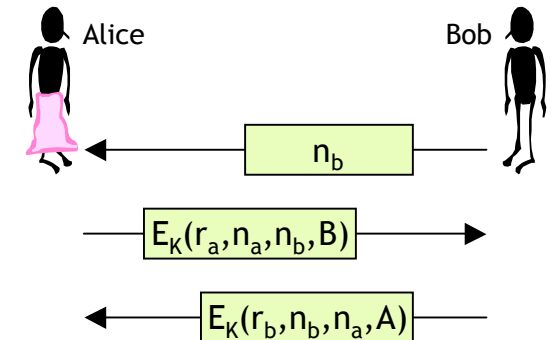 Alice Bob
n_b
E_K(r_a,n_a,n_b,B)
E_K(r_b,n_b,n_a,A)